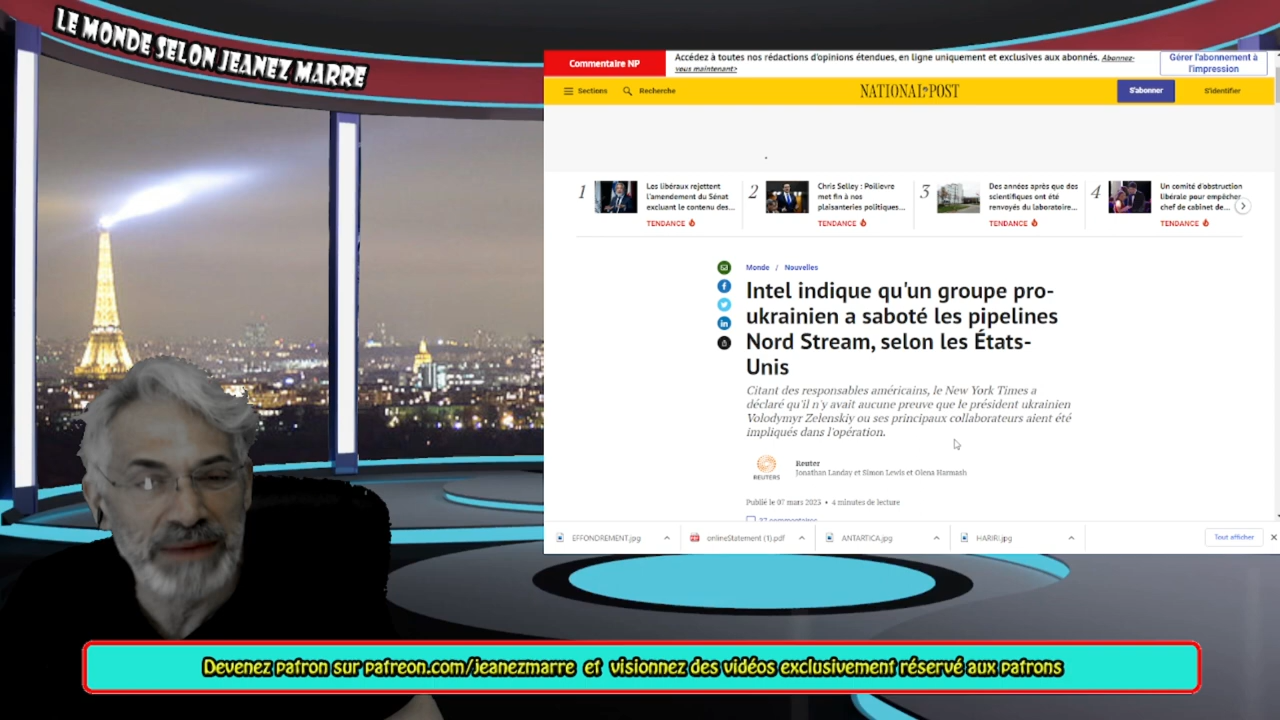 LE MONDE SELON JEANEZ MARRE
Commentaire NP
Accédez à toutes nos rédactions d'opinions étendues, en ligne uniquement et exclusives aux abonnés. Abonnez-
vous maintenant>
Gérer l'abonnement à
l'impression
Sections
Recherche
NATIONAL POST
S'abonner
S'identifier
1
Les libéraux rejettent
l'amendement du Sénat
excluant le contenu des...
TENDANCE
2
Chris Selley : Poilievre
met fin à nos
plaisanteries politiques...
TENDANCE
3
Des années après que des
scientifiques ont été
renvoyés du laboratoire...
TENDANCE
4
Un comité d'obstruction
libérale pour empêcher
chef de cabinet de...
TENDANCE
Monde / Nouvelles
Intel indique qu'un groupe pro-
ukrainien a saboté les pipelines
Nord Stream, selon les États-
Unis
Citant des responsables américains, le New York Times a
déclaré qu'il n'y avait aucune preuve que le président ukrainien
Volodymyr Zelenskiy ou ses principaux collaborateurs aient été
impliqués dans l'opération.
REUTERS
Reuter
Jonathan Landay et Simon Lewis et Olena Harmash
Publié le 07 mars 2023 • 4 minutes de lecture
37 commentaires
EFFONDREMENT.jpg
onlineStatement (1).pdf
ANTARTICA.jpg
HARIRI.jpg
Tout afficher
Devenez patron sur patreon.com/jeanezmarre et visionnez des vidéos exclusivement réservé aux patrons